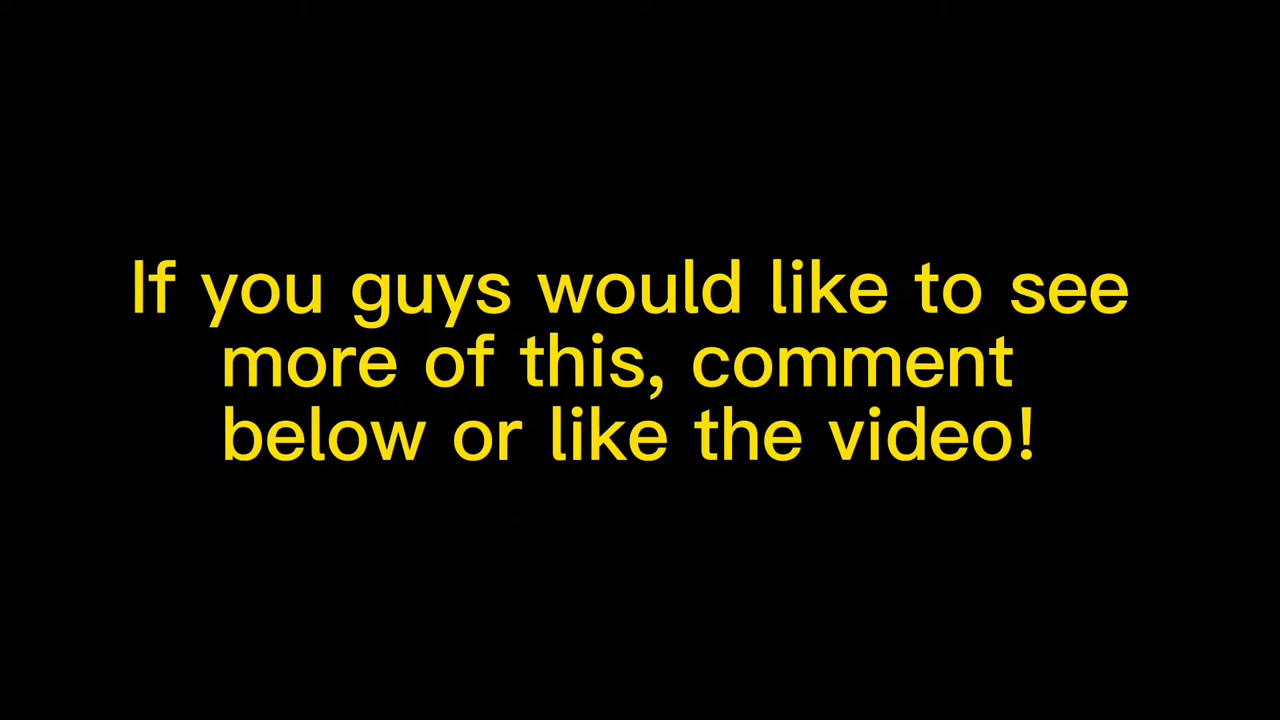 If you guys would like to see
more of this, comment
below or like the video!